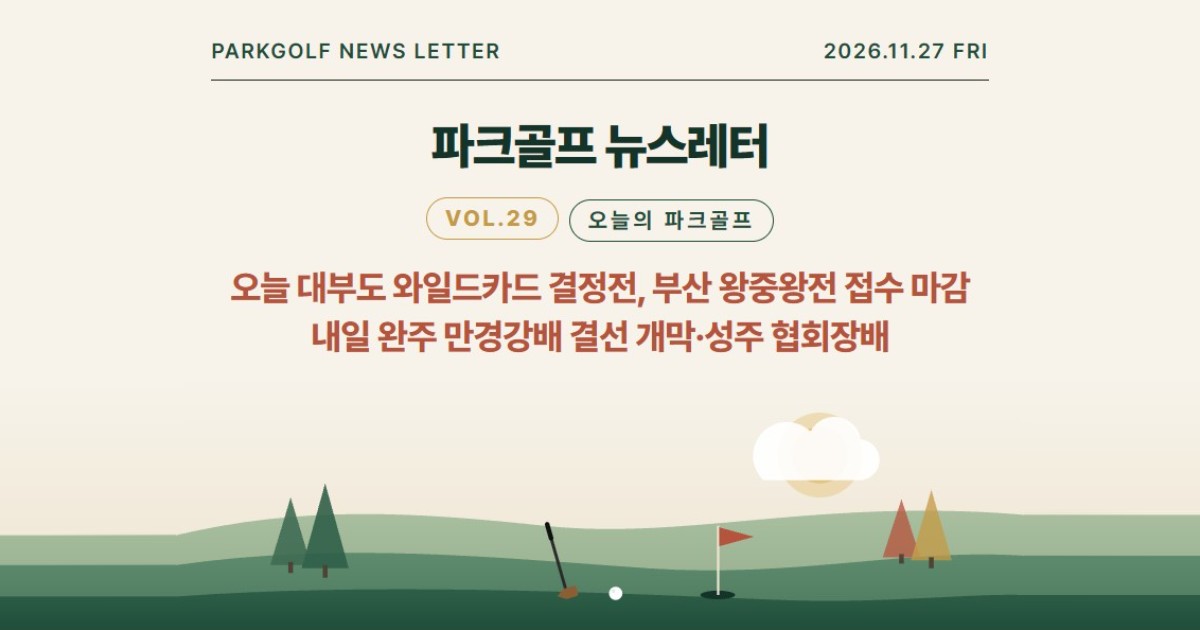 PARKGOLF NEWS LETTER
2026.11.27 FRI
파크골프 뉴스레터
VOL.29
오늘의 파크골프
오늘 대부도 와일드카드 결정전, 부산 왕중왕전 접수 마감
내일 완주 만경강배 결선 개막·성주 협회장배